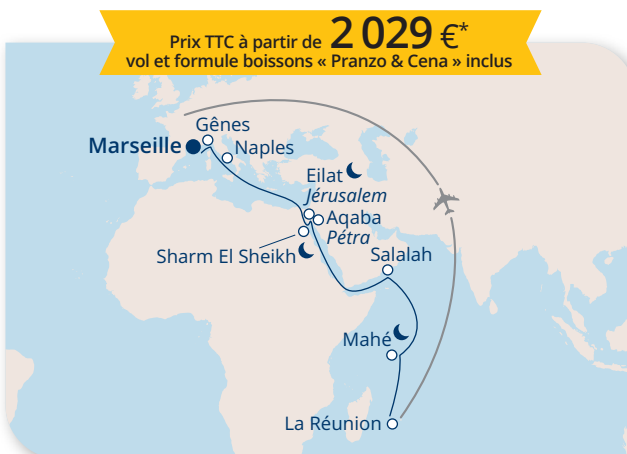 Prix TTC à partir de 2 029 €*
vol et formule boissons « Pranzo & Cena » inclus
Gênes
Marseille
Naples
Eilat
Jérusalem
Aqaba
Pétra
Sharm El Sheikh
Salalah
Mahé
La Réunion